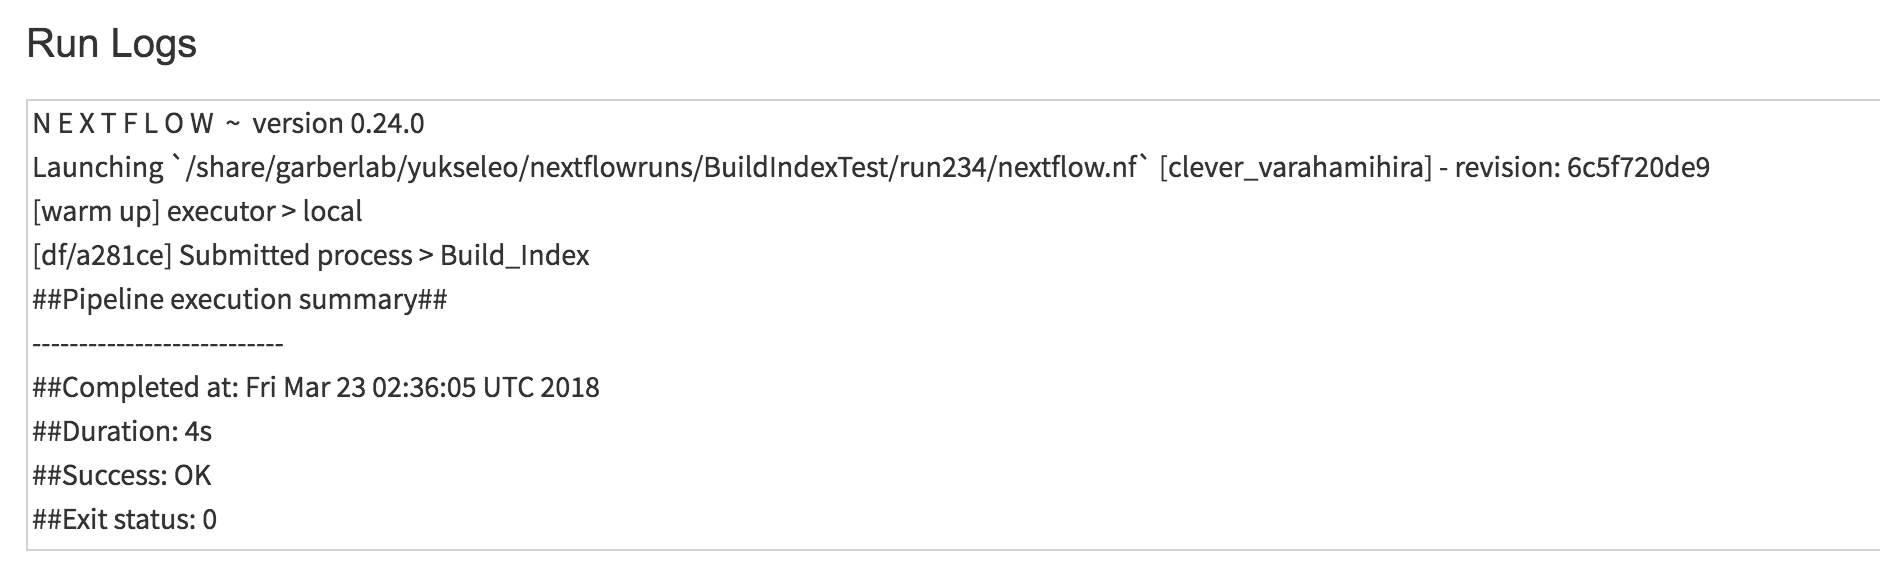 Run Logs
N E X T F L O W ~ version 0.24.0
Launching `/share/garberlab/yukseleo/nextflowruns/BuildIndexTest/run234/nextflow.nf` [clever_varahamihira] - revision: 6c5f720de9
[warm up] executor > local
[df/a281ce] Submitted process > Build_Index
##Pipeline execution summary##
---------------------------
##Completed at: Fri Mar 23 02:36:05 UTC 2018
##Duration: 4s
##Success: OK
##Exit status: 0